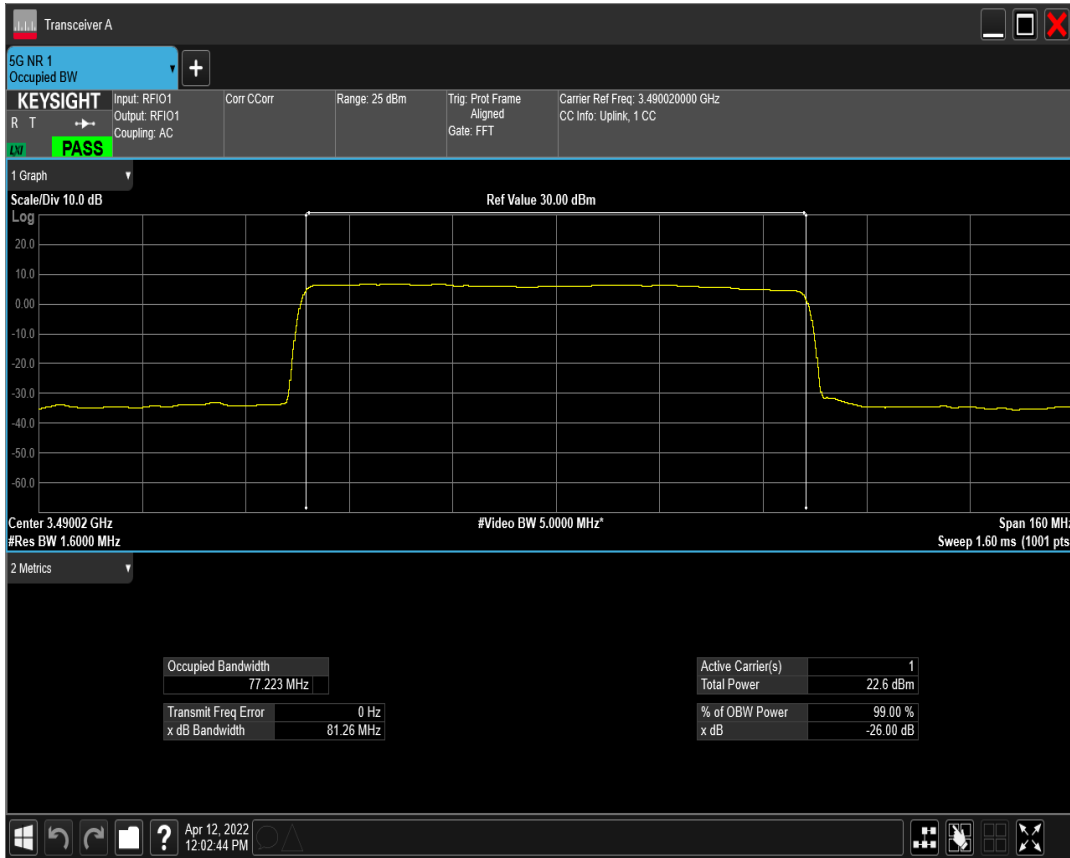 Transceiver A
5G NR 1
Occupied BW
KEYSIGHT
R T
LXI
PASS
Input: RFIO1
Output: RFIO1
Coupling: AC
Corr CCorr
Range: 25 dBm
Trig: Prot Frame
Aligned
Gate: FFT
Carrier Ref Freq: 3.490020000 GHz
CC Info: Uplink, 1 CC
1 Graph
Scale/Div 10.0 dB
Ref Value 30.00 dBm
Log
20.0
10.0
0.00
-10.0
-20.0
-30.0
-40.0
-50.0
-60.0
Center 3.49002 GHz
#Video BW 5.0000 MHz*
Span 160 MHz
#Res BW 1.6000 MHz
Sweep 1.60 ms (1001 pts
2 Metrics
Occupied Bandwidth
77.223 MHz
Transmit Freq Error 0 Hz
x dB Bandwidth 81.26 MHz
Active Carrier(s) 1
Total Power 22.6 dBm
% of OBW Power 99.00 %
x dB -26.00 dB
?
Apr 12, 2022
12:02:44 PM